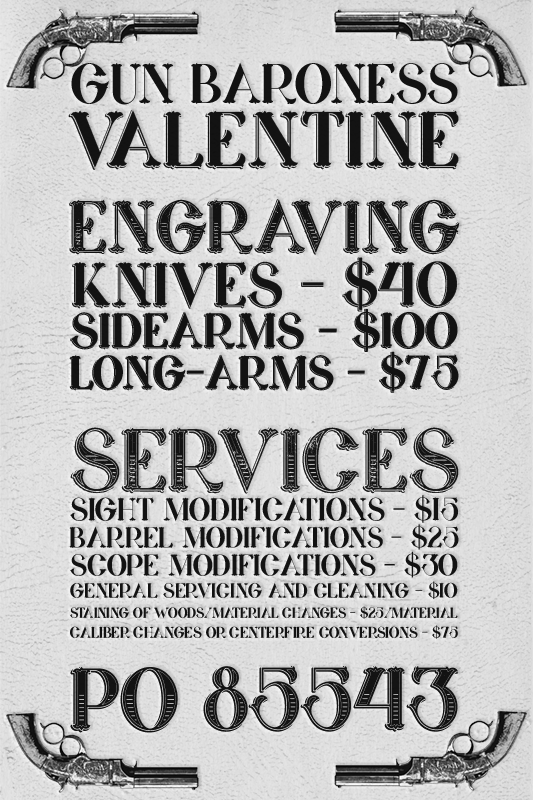 GUN BARONESS
VALENTINE
ENGRAVING
KNIVES - $40
SIDEARMS - $100
LONG-ARMS - $75
SERVICES
SIGHT MODIFICATIONS - $15
BARREL MODIFICATIONS - $25
SCOPE MODIFICATIONS - $30
GENERAL SERVICING AND CLEANING - $10
STAINING OF WOODS/MATERIAL CHANGES - $25/MATERIAL
CALIBER CHANGES OR CENTERFIRE CONVERSIONS - $75
PO 85543